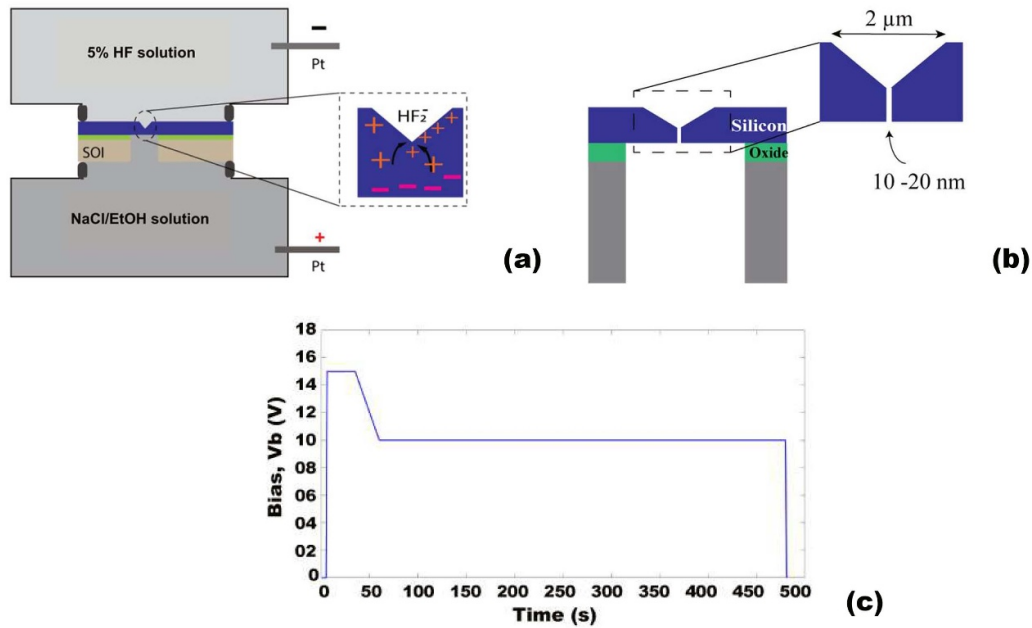 5% HF solution
−
Pt
SOI
HF₂⁻
+ + + + + + +
− − − −
NaCl/EtOH solution
+
Pt
(a)
2 µm
Silicon
Oxide
10 -20 nm
(b)
18
16
14
12
10
08
06
04
02
0
Bias, Vb (V)
0 50 100 150 200 250 300 350 400 450 500
Time (s)
(c)